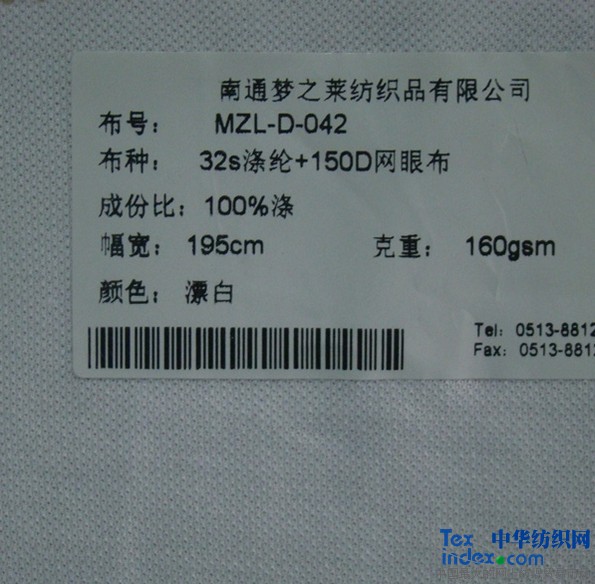 南通梦之莱纺织品有限公司
布号： MZL-D-042
布种： 32s涤纶+150D网眼布
成份比：100%涤
幅宽： 195cm 克重： 160gsm
颜色： 漂白
Tel: 0513-8812
Fax: 0513-8812
Tex 中华纺织网
index.com